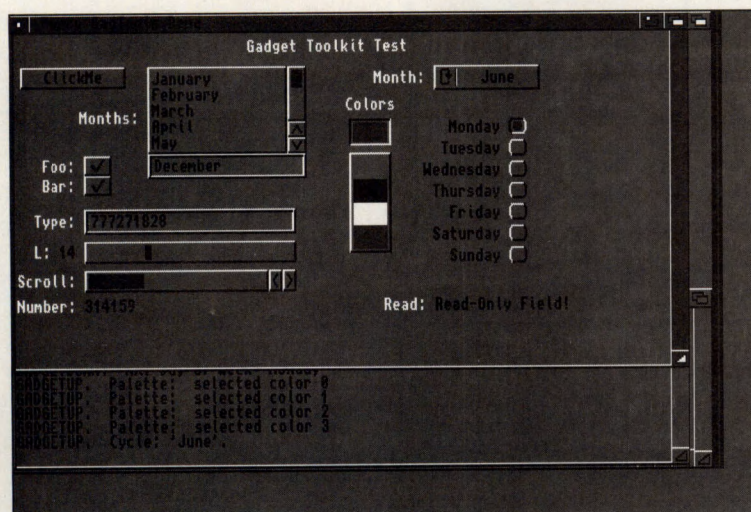 Gadget Toolkit Test
ClickMe
Months:
January
February
March
April
May
December
Month: June
Colors
Monday
Tuesday
Wednesday
Thursday
Friday
Saturday
Sunday
Foo:
Bar:
Type: ?77271828
L: 14
Scroll:
Number: 314159
Read: Read-Only Field!
GADGETUP. Palette: selected color 0
GADGETUP. Palette: selected color 1
GADGETUP. Palette: selected color 2
GADGETUP. Palette: selected color 3
GADGETUP. Cycle: 'June'.